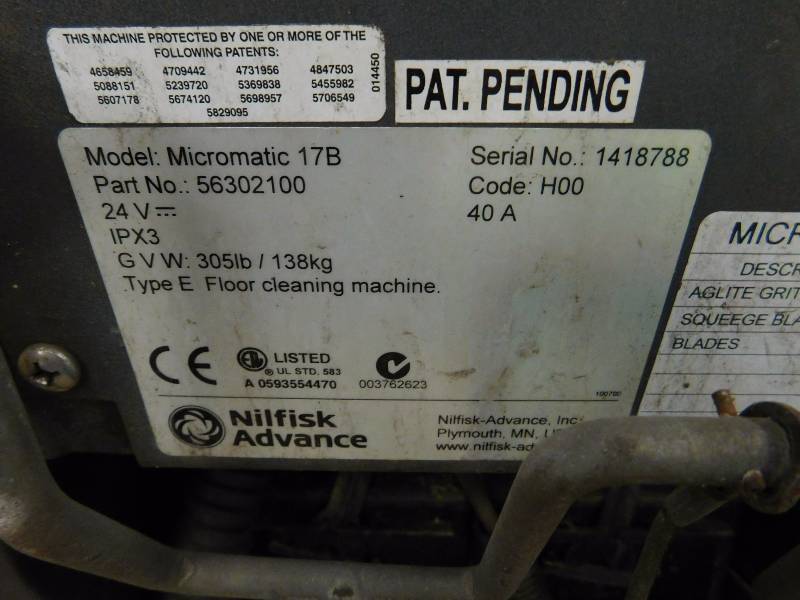 THIS MACHINE PROTECTED BY ONE OR MORE OF THE
FOLLOWING PATENTS:
4658459 4709442 4731956 4847503
5088151 5239720 5369838 5455982
5607178 5674120 5698957 5706549
5829095
014450
PAT. PENDING
Model: Micromatic 17B Serial No.: 1418788
Part No.: 56302100 Code: H00
24 V 40 A
IPX3
G V W: 305lb / 138kg
Type E Floor cleaning machine.
CE
LISTED
UL STD. 583
A 0593554470 003762623
100700
Nilfisk
Advance
Nilfisk-Advance, Inc.
Plymouth, MN,
www.nilfisk-ad
MICR
DESCR
AGLITE GRIT
SQUEEGE BLA
BLADES